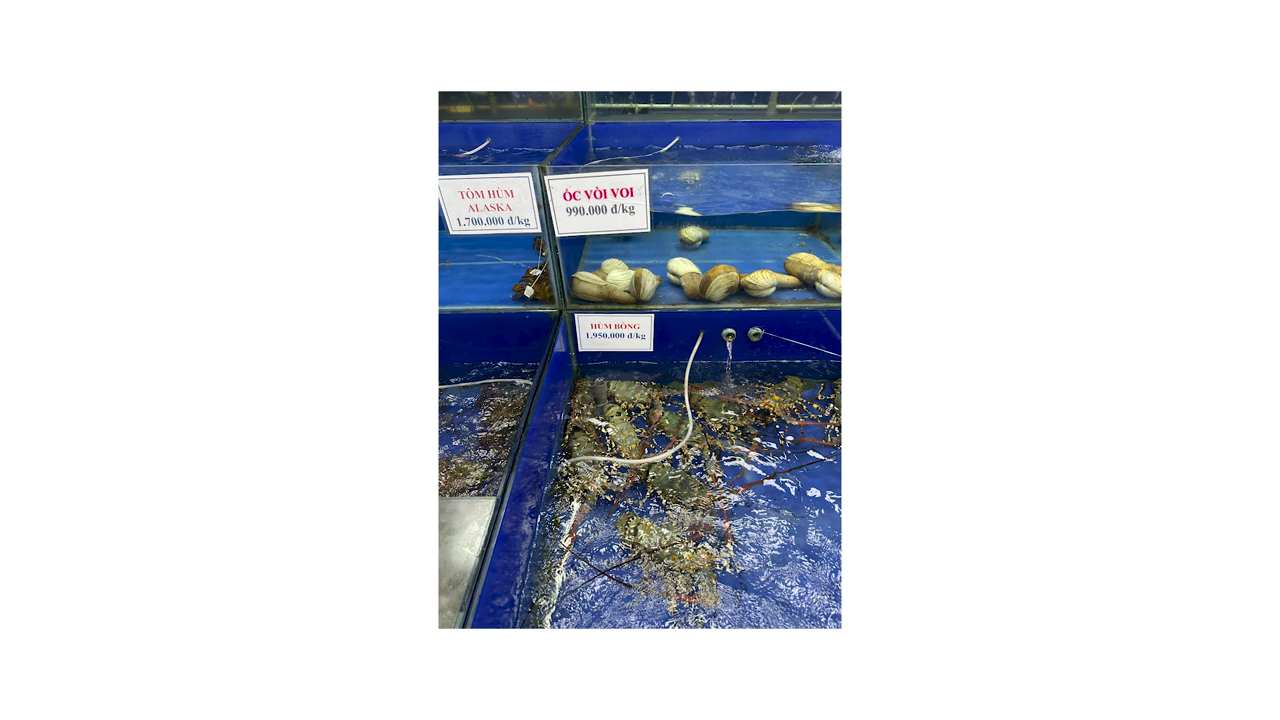 TÔM HÙM
ALASKA
1.700.000 đ/kg
ỐC VÒI VOI
990.000 đ/kg
HÙM BÔNG
1.950.000 đ/kg